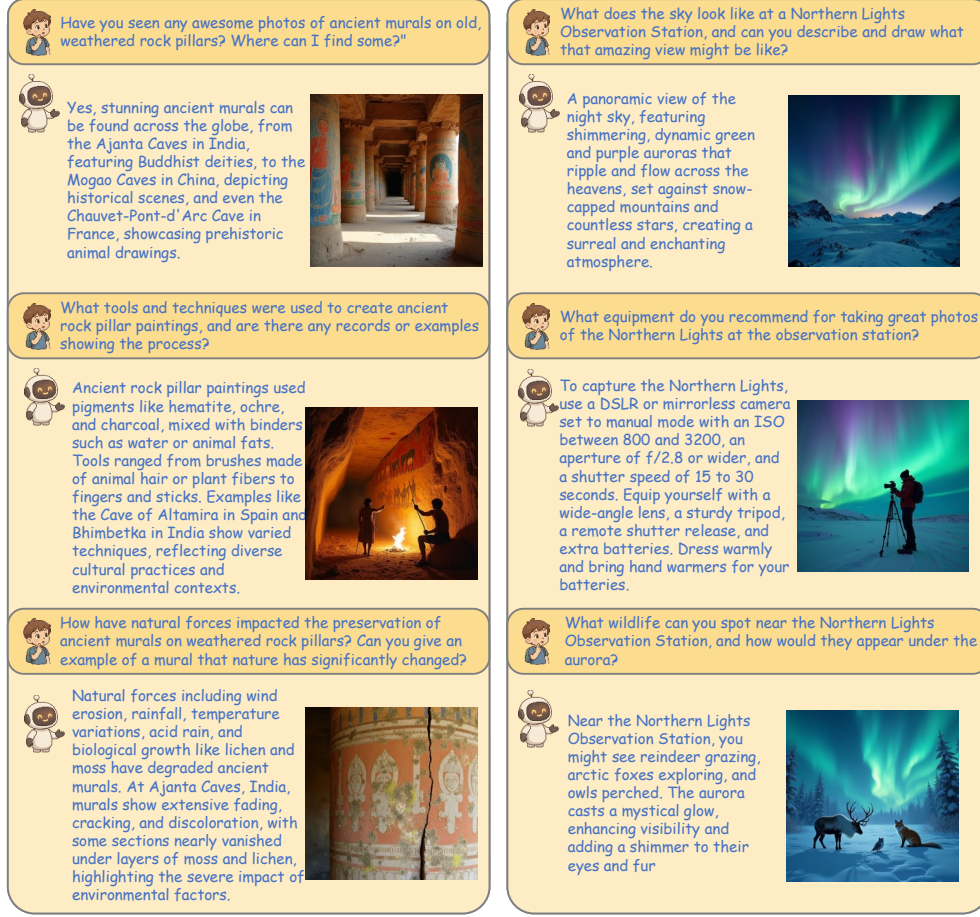 Have you seen any awesome photos of ancient murals on old,
weathered rock pillars? Where can I find some?"
Yes, stunning ancient murals can
be found across the globe, from
the Ajanta Caves in India,
featuring Buddhist deities, to the
Mogao Caves in China, depicting
historical scenes, and even the
Chauvet-Pont-d'Arc Cave in
France, showcasing prehistoric
animal drawings.
What tools and techniques were used to create ancient
rock pillar paintings, and are there any records or examples
showing the process?
Ancient rock pillar paintings used
pigments like hematite, ochre,
and charcoal, mixed with binders
such as water or animal fats.
Tools ranged from brushes made
of animal hair or plant fibers to
fingers and sticks. Examples like
the Cave of Altamira in Spain and
Bhimbetka in India show varied
techniques, reflecting diverse
cultural practices and
environmental contexts.
How have natural forces impacted the preservation of
ancient murals on weathered rock pillars? Can you give an
example of a mural that nature has significantly changed?
Natural forces including wind
erosion, rainfall, temperature
variations, acid rain, and
biological growth like lichen and
moss have degraded ancient
murals. At Ajanta Caves, India,
murals show extensive fading,
cracking, and discoloration, with
some sections nearly vanished
under layers of moss and lichen,
highlighting the severe impact of
environmental factors.
What does the sky look like at a Northern Lights
Observation Station, and can you describe and draw what
that amazing view might be like?
A panoramic view of the
night sky, featuring
shimmering, dynamic green
and purple auroras that
ripple and flow across the
heavens, set against snow-
capped mountains and
countless stars, creating a
surreal and enchanting
atmosphere.
What equipment do you recommend for taking great photos
of the Northern Lights at the observation station?
To capture the Northern Lights,
use a DSLR or mirrorless camera
set to manual mode with an ISO
between 800 and 3200, an
aperture of f/2.8 or wider, and
a shutter speed of 15 to 30
seconds. Equip yourself with a
wide-angle lens, a sturdy tripod,
a remote shutter release, and
extra batteries. Dress warmly
and bring hand warmers for your
batteries.
What wildlife can you spot near the Northern Lights
Observation Station, and how would they appear under the
aurora?
Near the Northern Lights
Observation Station, you
might see reindeer grazing,
arctic foxes exploring, and
owls perched. The aurora
casts a mystical glow,
enhancing visibility and
adding a shimmer to their
eyes and fur